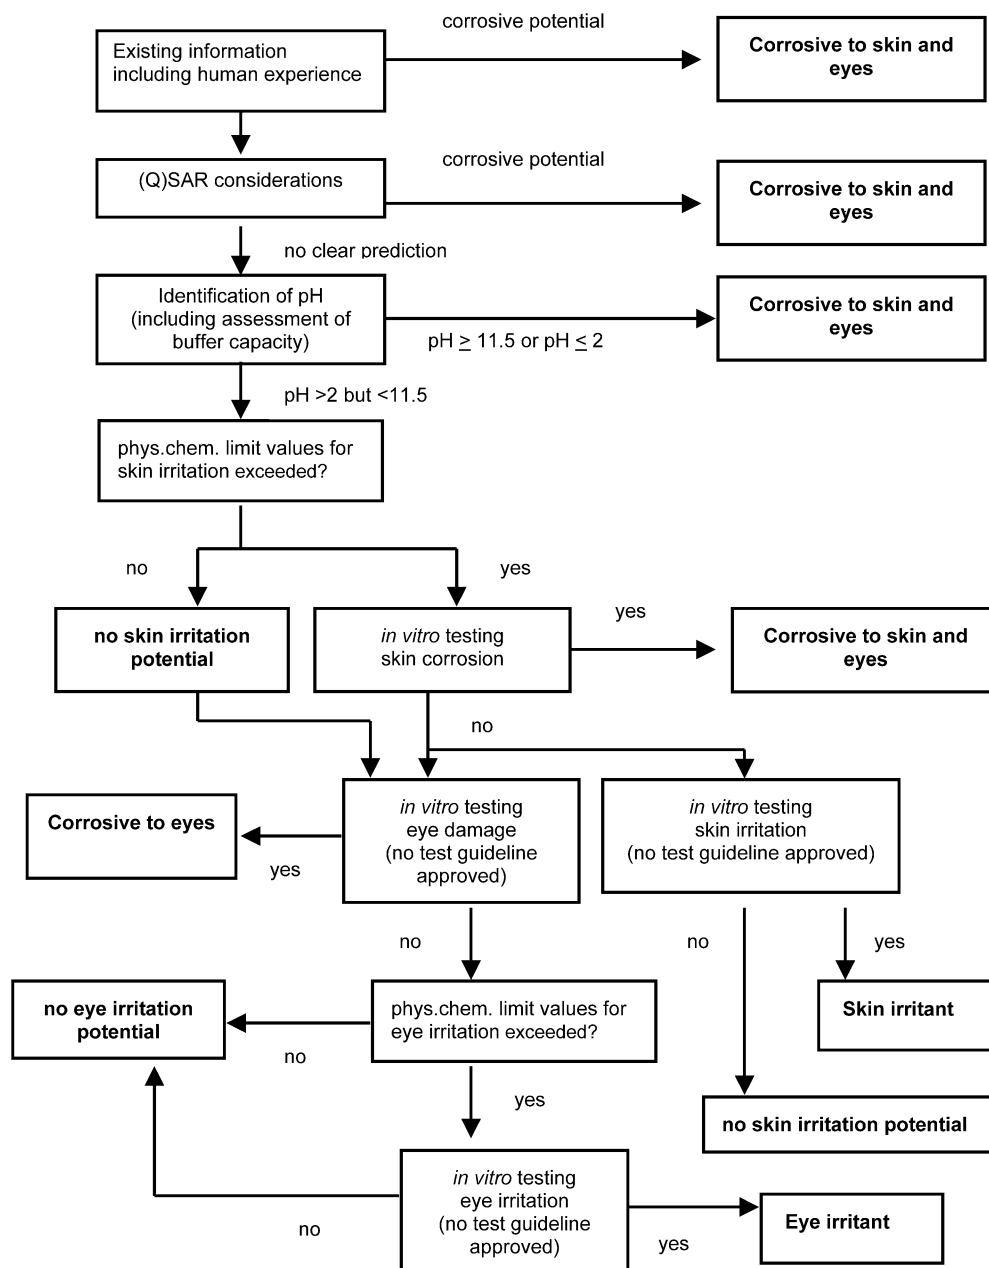 corrosive potential
Existing information
including human experience
Corrosive to skin and
eyes
corrosive potential
(Q)SAR considerations
Corrosive to skin and
eyes
no clear prediction
Identification of pH
(including assessment of
buffer capacity)
pH ≥ 11.5 or pH ≤ 2
Corrosive to skin and
eyes
pH >2 but <11.5
phys.chem. limit values for
skin irritation exceeded?
no
yes
no skin irritation
potential
in vitro testing
skin corrosion
yes
Corrosive to skin and
eyes
no
Corrosive to eyes
yes
in vitro testing
eye damage
(no test guideline
approved)
in vitro testing
skin irritation
(no test guideline approved)
no
no
yes
no eye irritation
potential
no
phys.chem. limit values for
eye irritation exceeded?
Skin irritant
yes
no skin irritation potential
in vitro testing
eye irritation
(no test guideline
approved)
no
yes
Eye irritant